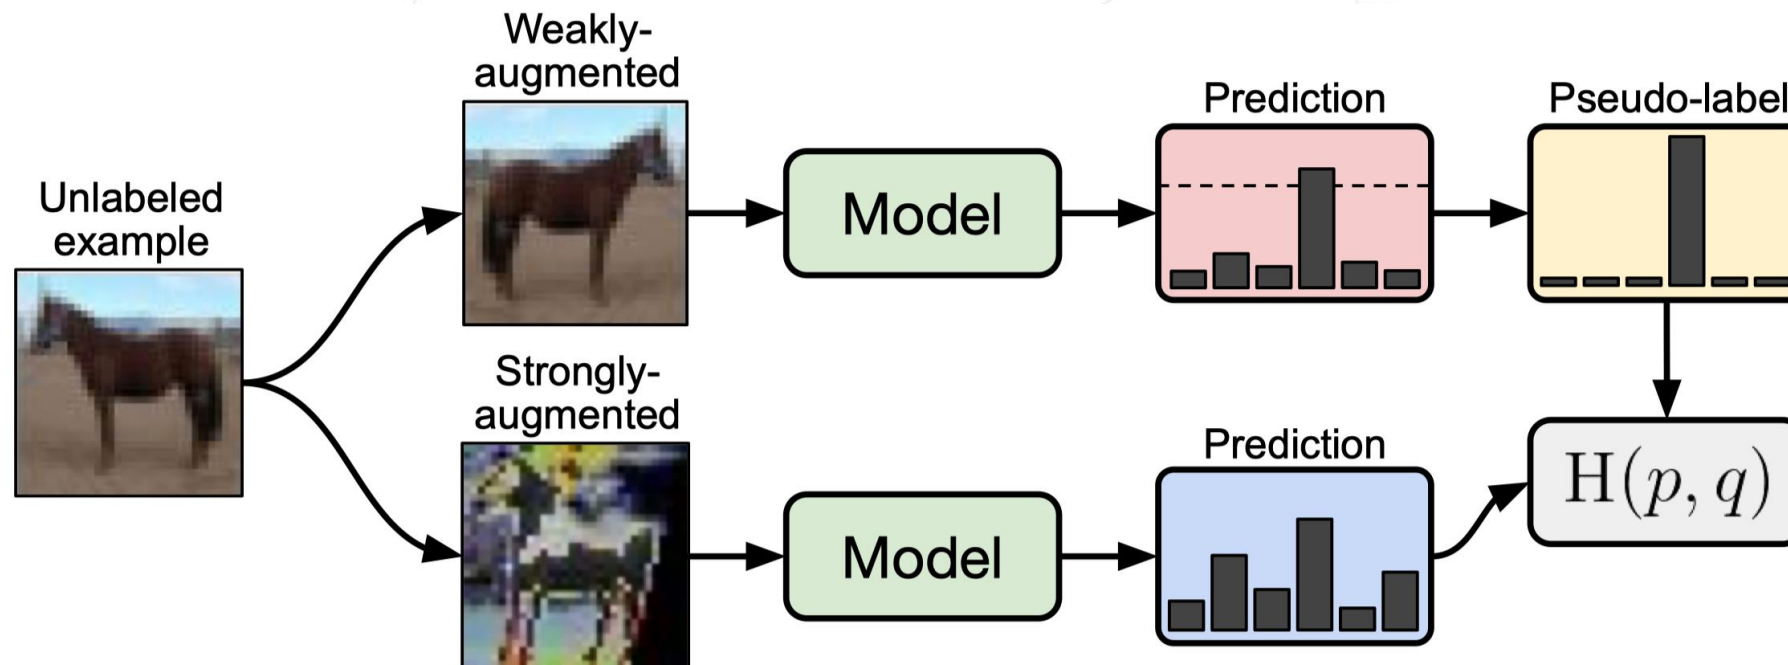 Weakly-
augmented
Prediction
Pseudo-label
Unlabeled
example
Model
Strongly-
augmented
Prediction
Model
H(p, q)